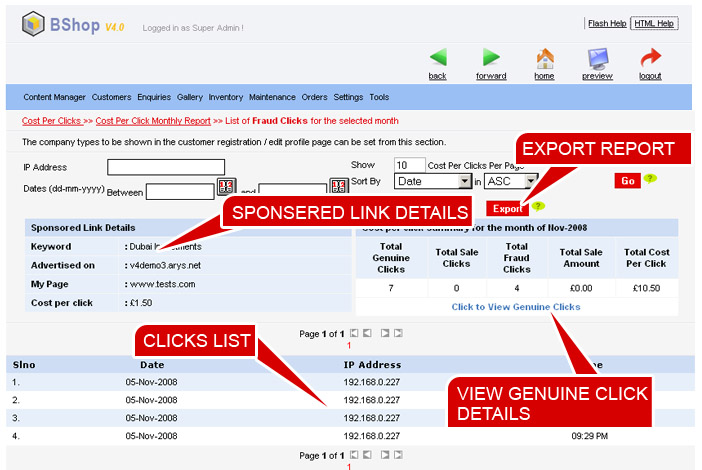 BShop V4.0 Logged in as Super Admin !
Flash Help HTML Help
back forward home preview logout
Content Manager Customers Enquiries Gallery Inventory Maintenance Orders Settings Tools
Cost Per Clicks >> Cost Per Click Monthly Report >> List of Fraud Clicks for the selected month
The company types to be shown in the customer registration / edit profile page can be set from this section.
EXPORT REPORT
IP Address
Show 10 Cost Per Clicks Per Page
Dates (dd-mm-yyyy) Between and
Sort By Date in ASC
Go ?
Export ?
SPONSERED LINK DETAILS
Sponsored Link Details
Keyword : Dubai
Advertised on : v4demo3.arys.net
My Page : www.tests.com
Cost per click : £1.50
Cost per click Summary for the month of Nov-2008
Total Genuine Clicks
Total Sale Clicks
Total Fraud Clicks
Total Sale Amount
Total Cost Per Click
7 0 4 £0.00 £10.50
Click to View Genuine Clicks
Page 1 of 1
1
CLICKS LIST
Slno Date IP Address
1. 05-Nov-2008 192.168.0.227
2. 05-Nov-2008 192.168.0.227
3. 05-Nov-2008 192.168.0.227
4. 05-Nov-2008 192.168.0.227 09:29 PM
VIEW GENUINE CLICK
DETAILS
Page 1 of 1
1